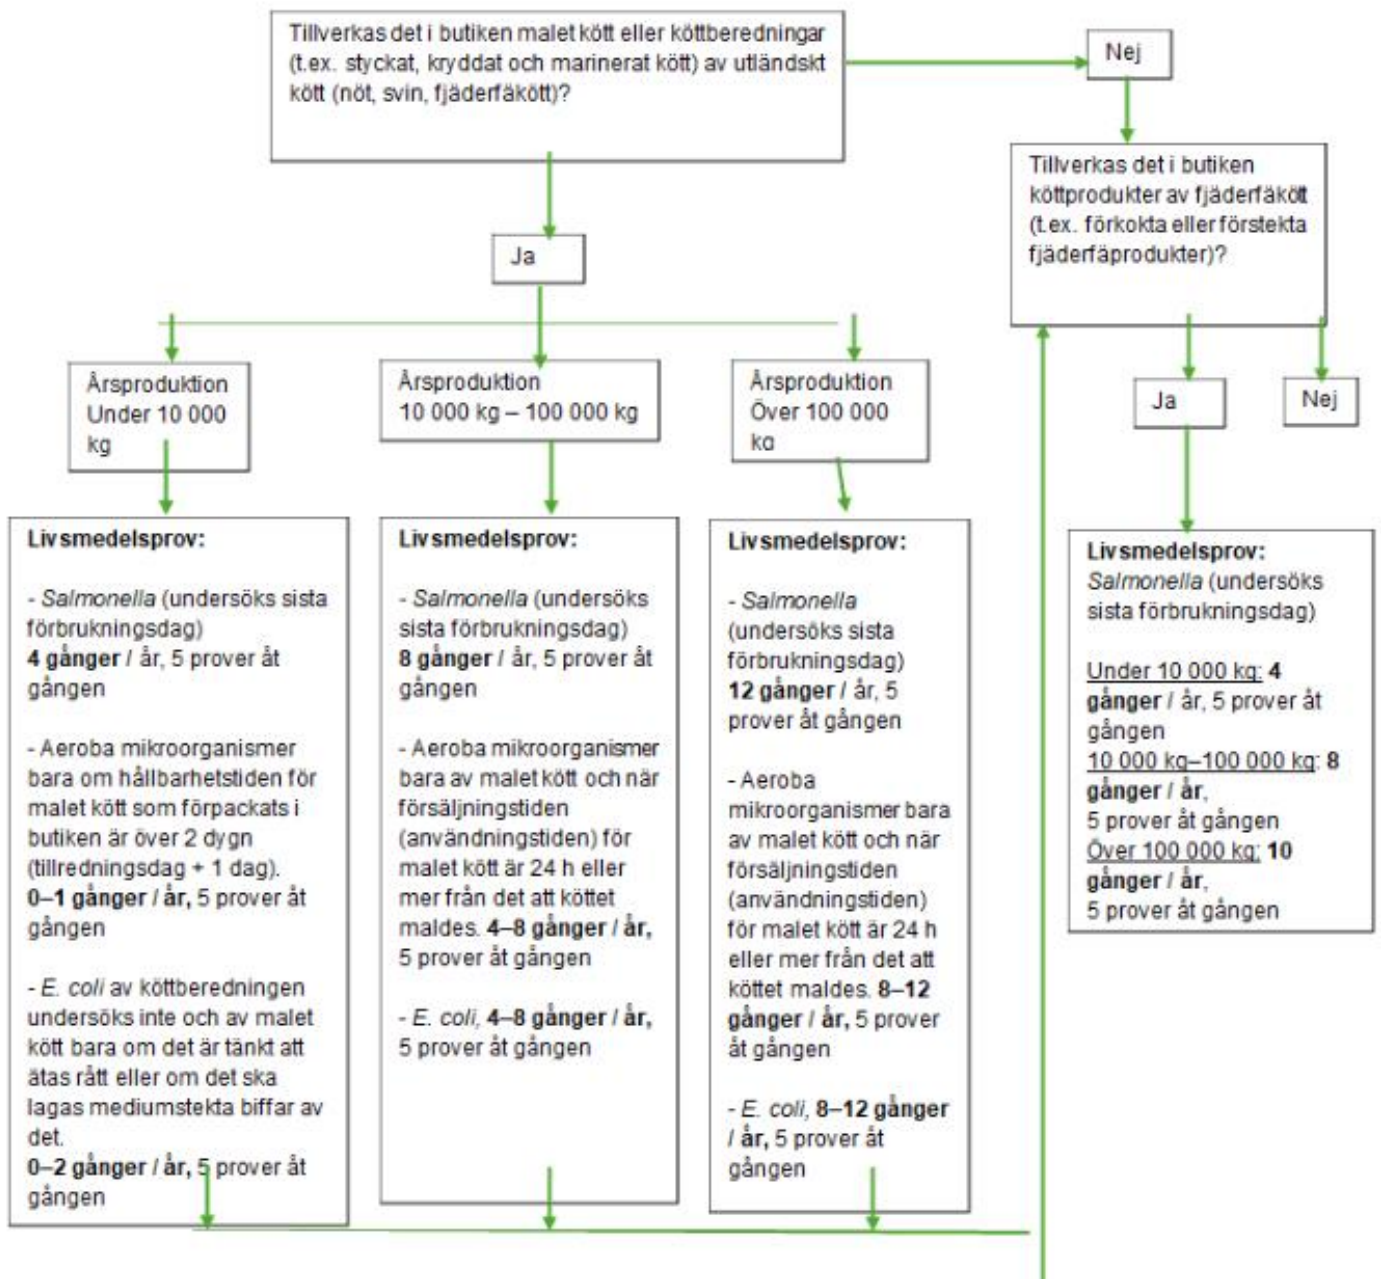 Tillverkas det i butiken malet kött eller köttberedningar
(t.ex. styckat, kryddat och marinerat kött) av utländskt
kött (nöt, svin, fjäderfäkött)?
Nej
Tillverkas det i butiken
köttprodukter av fjäderfäkött
(t.ex. förkokta eller förstekta
fjäderfäprodukter)?
Ja
Årsproduktion
Under 10 000
kg
Årsproduktion
10 000 kg – 100 000 kg
Årsproduktion
Över 100 000
kg
Ja
Nej
Livsmedelsprov:
- Salmonella (undersöks sista
förbrukningsdag)
4 gånger / år, 5 prover åt
gången
- Aeroba mikroorganismer
bara om hållbarhetstiden för
malet kött som förpackats i
butiken är över 2 dygn
(tillredningsdag + 1 dag).
0–1 gånger / år, 5 prover åt
gången
- E. coli av köttberedningen
undersöks inte och av malet
kött bara om det är tänkt att
ätas rått eller om det ska
lagas mediumstekta biffar av
det.
0–2 gånger / år, 5 prover åt
gången
Livsmedelsprov:
- Salmonella (undersöks
sista förbrukningsdag)
8 gånger / år, 5 prover åt
gången
- Aeroba mikroorganismer
bara av malet kött och när
försäljningstiden
(användningstiden) för
malet kött är 24 h eller
mer från det att köttet
maldes. 4–8 gånger / år,
5 prover åt gången
- E. coli, 4–8 gånger / år,
5 prover åt gången
Livsmedelsprov:
- Salmonella
(undersöks sista
förbrukningsdag)
12 gånger / år, 5
prover åt gången
- Aeroba
mikroorganismer bara
av malet kött och när
försäljningstiden
(användningstiden)
för malet kött är 24 h
eller mer från det att
köttet maldes. 8–12
gånger / år, 5 prover
åt gången
- E. coli, 8–12 gånger
/ år, 5 prover åt
gången
Livsmedelsprov:
Salmonella (undersöks
sista förbrukningsdag)
Under 10 000 kg: 4
gånger / år, 5 prover åt
gången
10 000 kg–100 000 kg: 8
gånger / år,
5 prover åt gången
Över 100 000 kg: 10
gånger / år,
5 prover åt gången